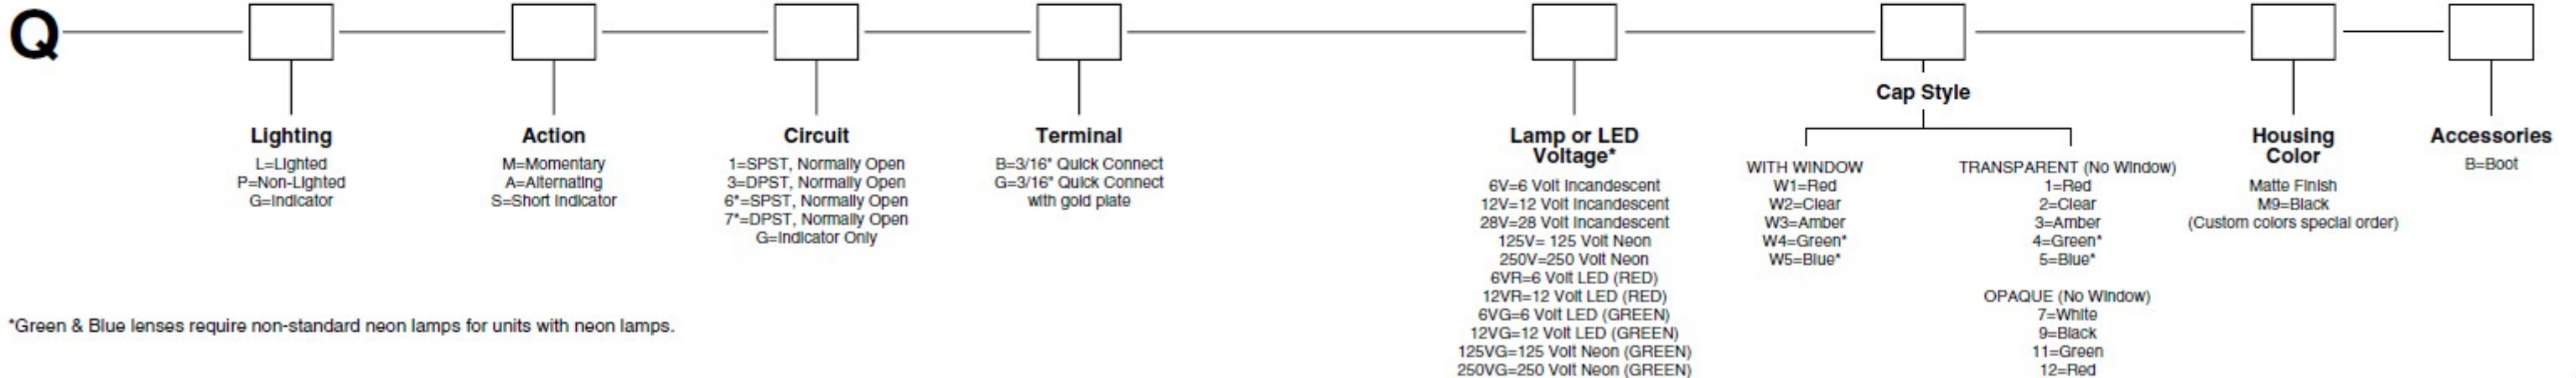 Q
Lighting
L=Lighted
P=Non-Lighted
G=Indicator
Action
M=Momentary
A=Alternating
S=Short Indicator
Circuit
1=SPST, Normally Open
3=DPST, Normally Open
6*=SPST, Normally Open
7*=DPST, Normally Open
G=Indicator Only
Terminal
B=3/16" Quick Connect
G=3/16" Quick Connect
with gold plate
Lamp or LED
Voltage*
6V=6 Volt Incandescent
12V=12 Volt Incandescent
28V=28 Volt Incandescent
125V= 125 Volt Neon
250V=250 Volt Neon
6VR=6 Volt LED (RED)
12VR=12 Volt LED (RED)
6VG=6 Volt LED (GREEN)
12VG=12 Volt LED (GREEN)
125VG=125 Volt Neon (GREEN)
250VG=250 Volt Neon (GREEN)
Cap Style
WITH WINDOW
W1=Red
W2=Clear
W3=Amber
W4=Green*
W5=Blue*
TRANSPARENT (No Window)
1=Red
2=Clear
3=Amber
4=Green*
5=Blue*
OPAQUE (No Window)
7=White
9=Black
11=Green
12=Red
Housing
Color
Matte Finish
M9=Black
(Custom colors special order)
Accessories
B=Boot
*Green & Blue lenses require non-standard neon lamps for units with neon lamps.